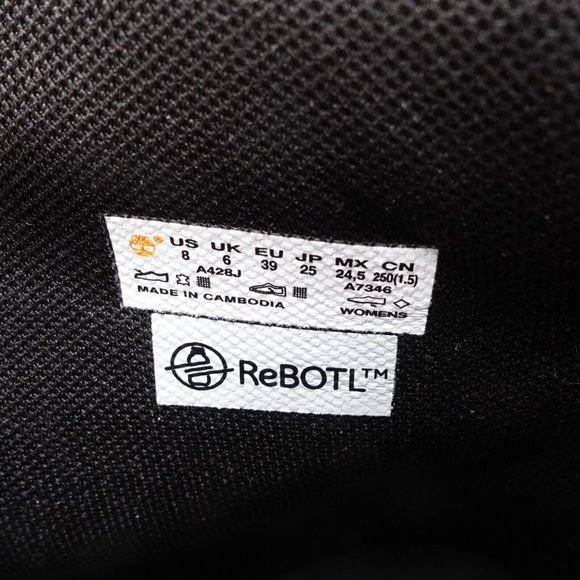 US UK EU JP MX CN
8 6 39 25 24,5 250(1.5)
A428J A7346
MADE IN CAMBODIA WOMENS
ReBOTL™